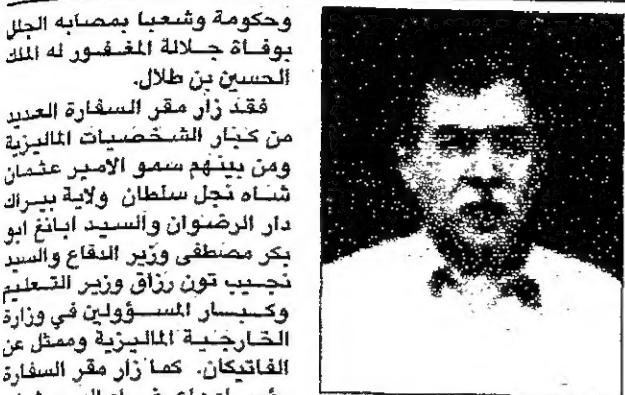 وحكومة وشعبا بمصابه الجلل
بوفاة جلالة المغفور له الملك
الحسين بن طلال.
فقد زار مقر السفارة العديد
من كبار الشخصيات الماليزية
ومن بينهم سمو الامير عثمان
شاه نجل سلطان ولاية بيراك
دار الرضوان والسيد ابانغ ابو
بكر مصطفى وزير الدفاع والسيد
نجيب تون رزاق وزير التعليم
وكبار المسؤولين في وزارة
الخارجية الماليزية وممثل عن
الفاتيكان. كما زار مقر السفارة